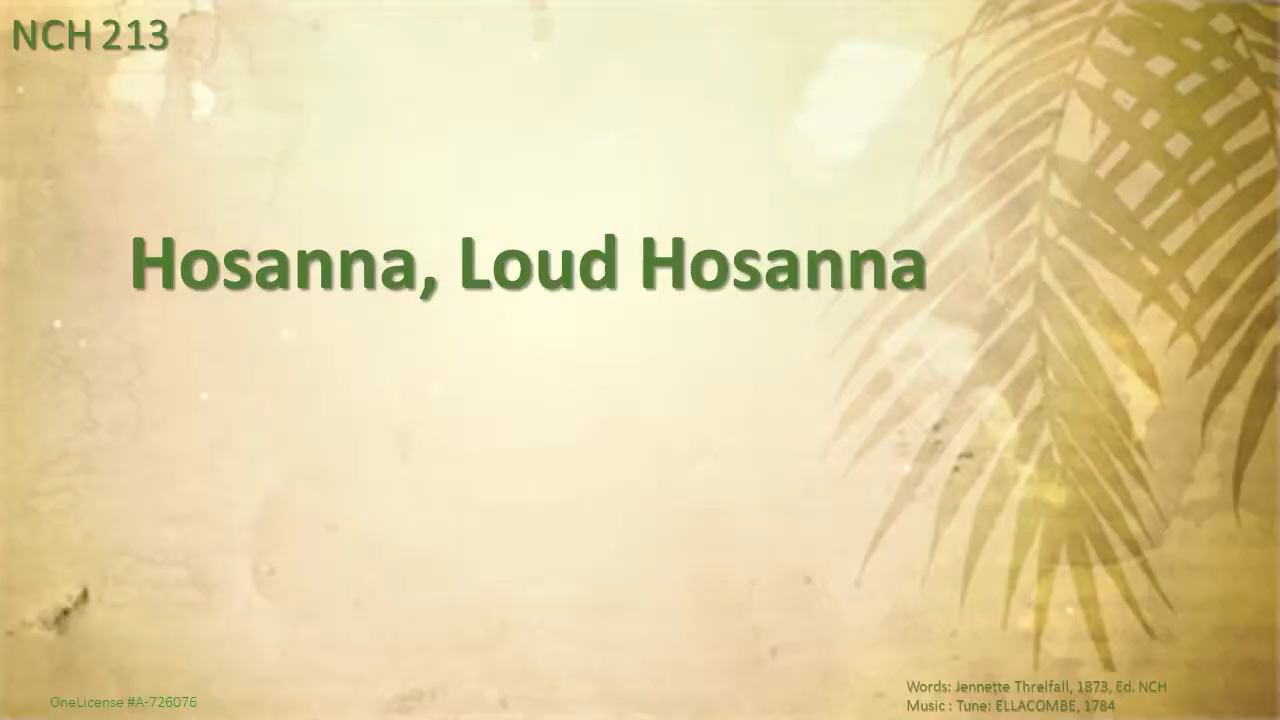 NCH 213
Hosanna, Loud Hosanna
OneLicense #A-726076
Words: Jennette Threlfall, 1873, Ed. NCH
Music : Tune: ELLACOMBE, 1784